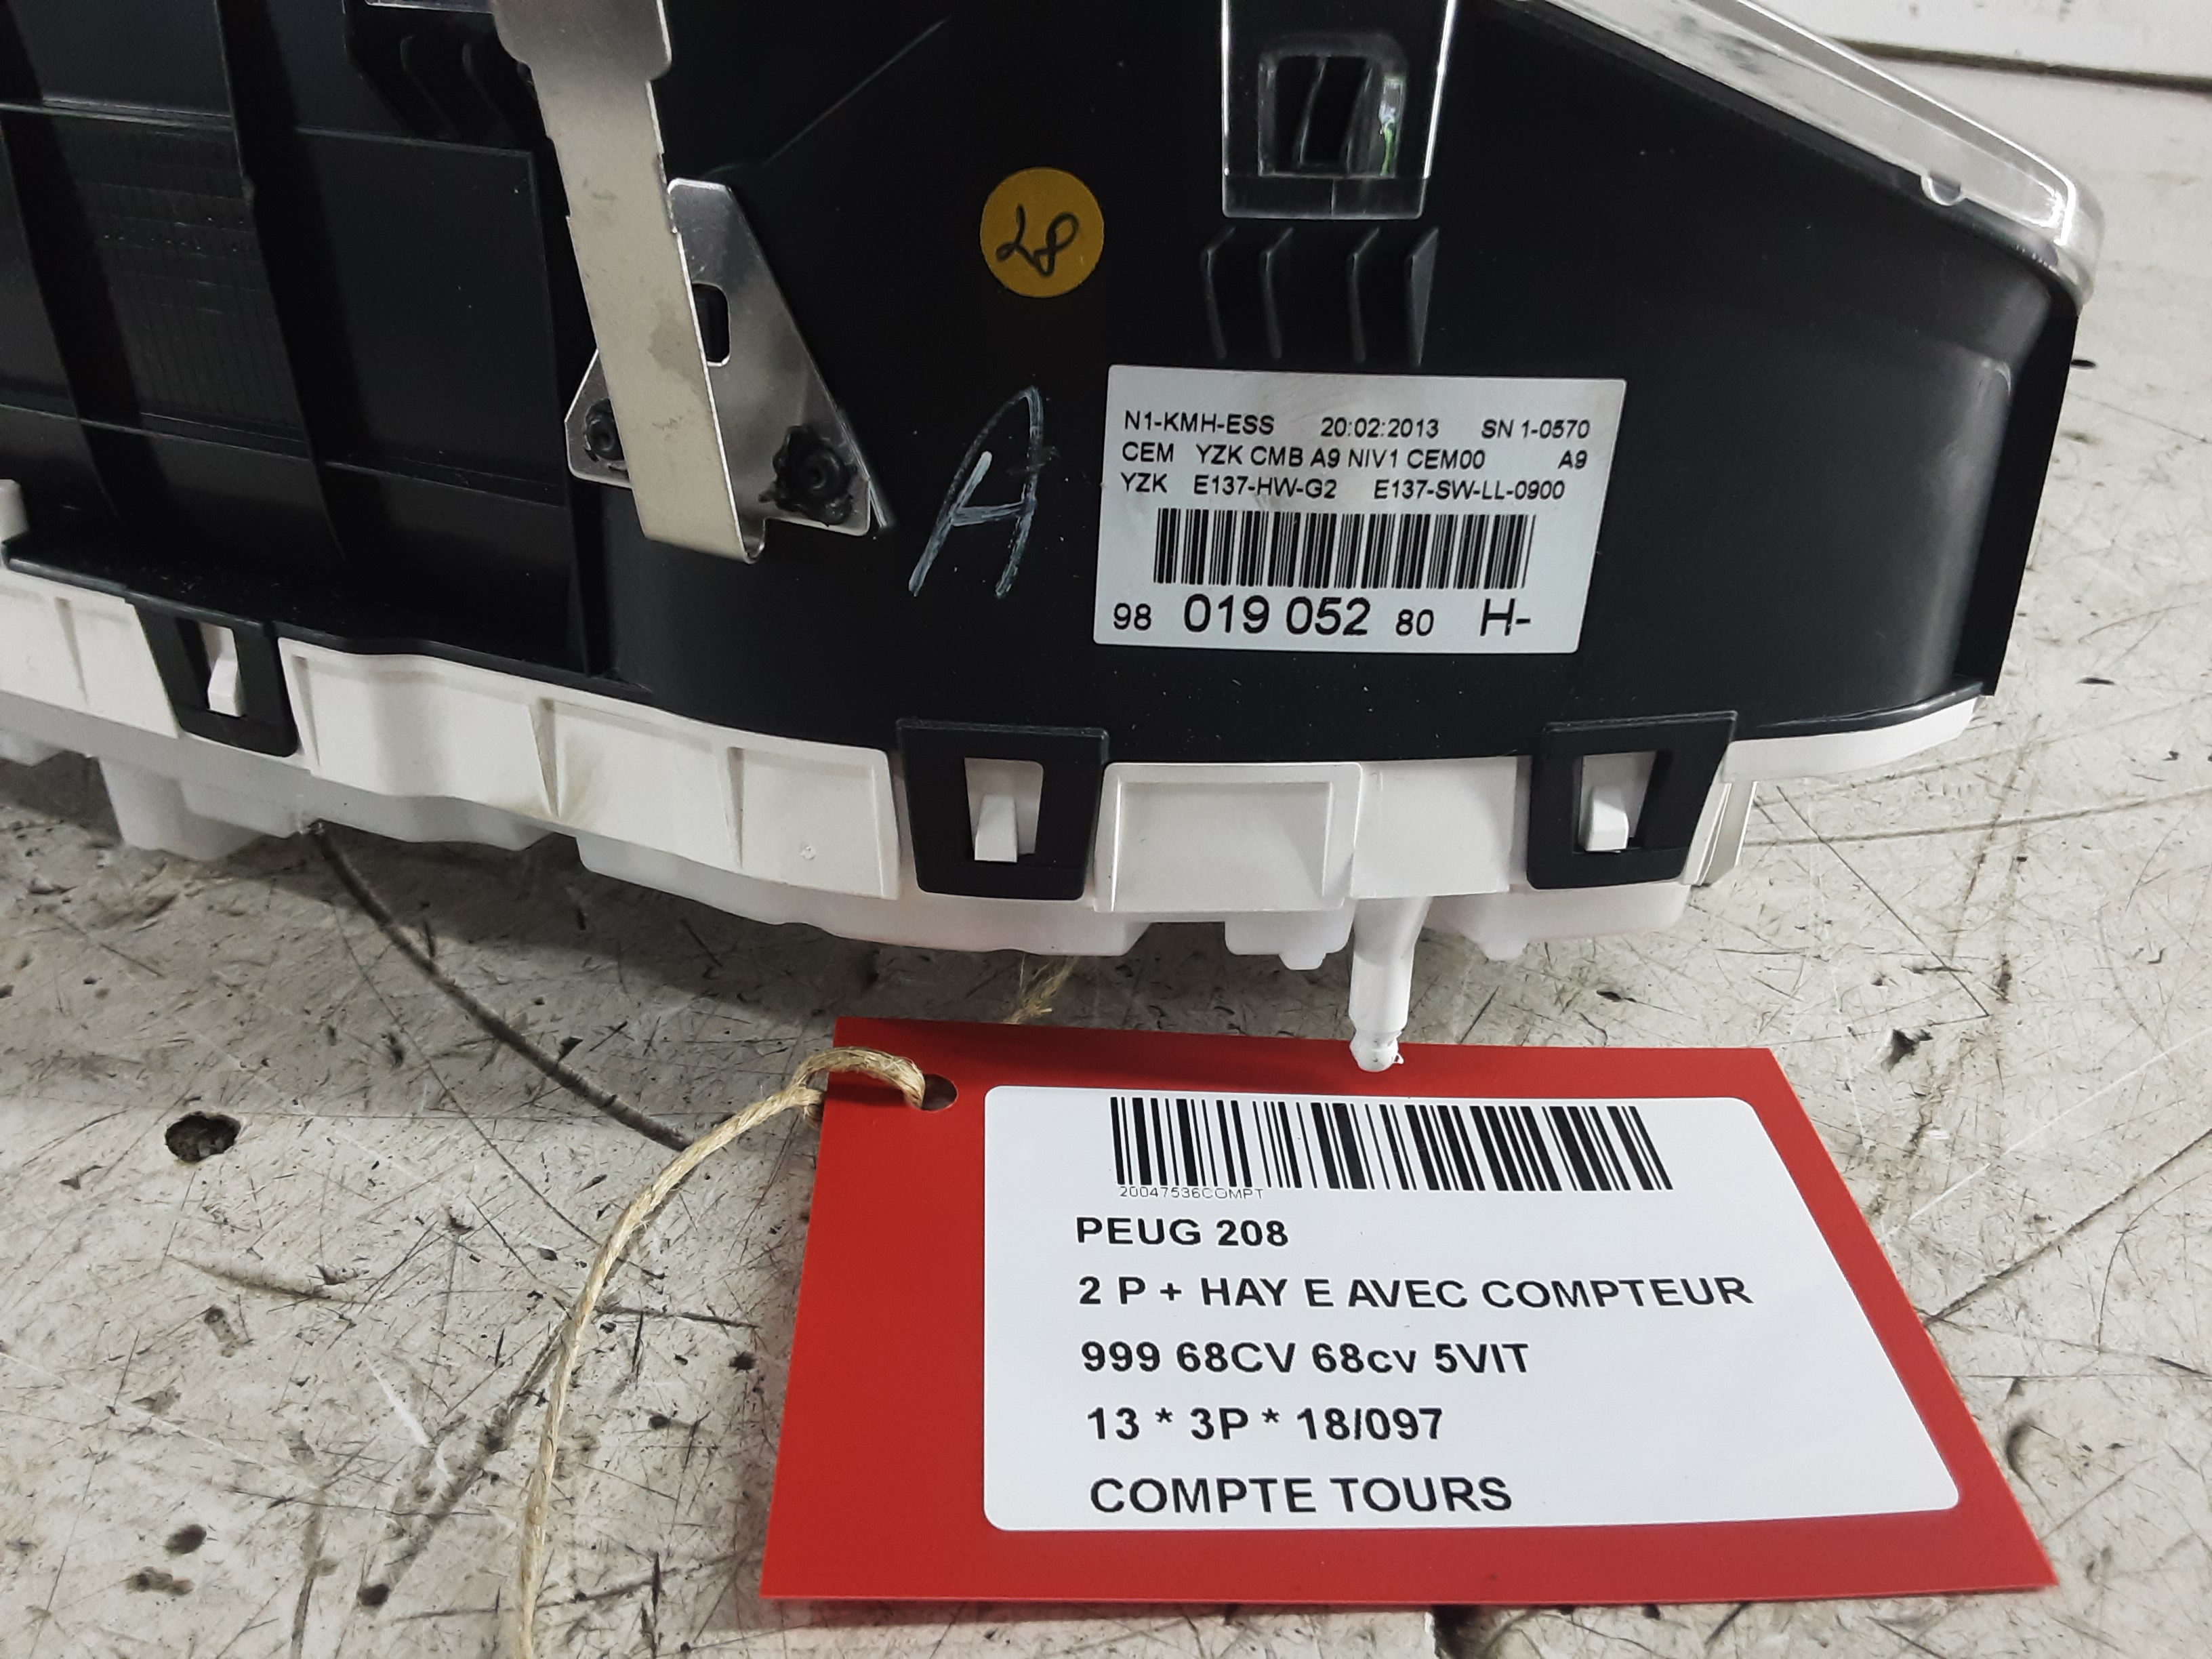 28
A
N1-KMH-ESS 20:02:2013 SN 1-0570
CEM YZK CMB A9 NIV1 CEM00 A9
YZK E137-HW-G2 E137-SW-LL-0900
98 019 052 80 H-
20047536COMPT
PEUG 208
2 P + HAY E AVEC COMPTEUR
999 68CV 68cv 5VIT
13 * 3P * 18/097
COMPTE TOURS